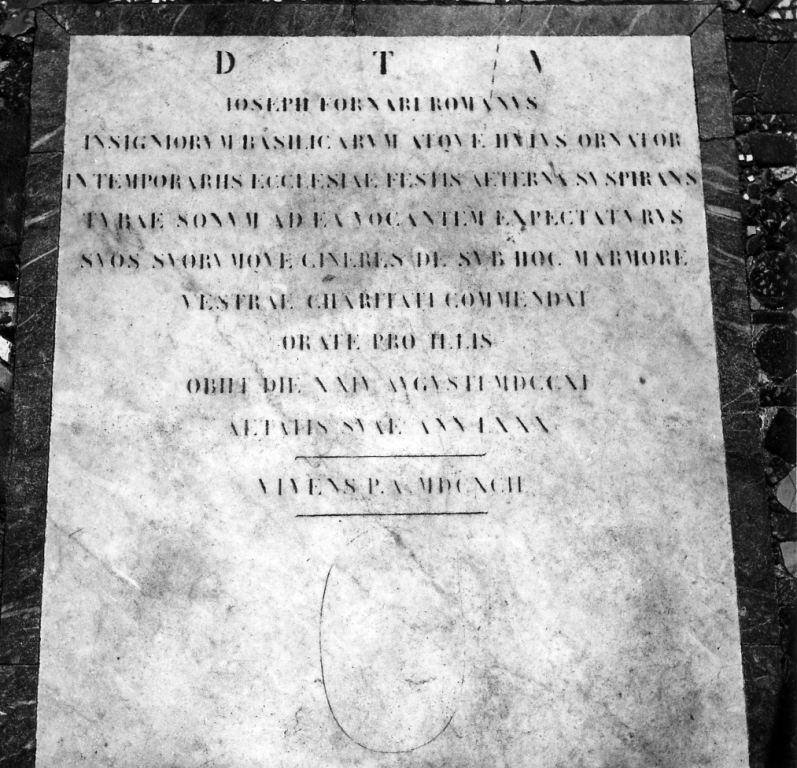 D T V
IOSEPH FORNARI ROMANVS
INSIGNIORVM BASILICARVM ATQVE HVIVS ORNATOR
IN TEMPORARIIS ECCLESIAE FESTIS AETERNA SVSPIRANS
TVBAE SONVM AD EA VOCANTEM EXPECTATVRVS
SVOS SVORVMQVE CINERES DE SVB HOC MARMORE
VESTRAE CHARITATI COMMENDAT
ORATE PRO ILLIS
OBIIT DIE XXIV AVGVSTI MDCCXI
AETATIS SVAE ANN LXXX
VIVENS P. A. MDCXCII